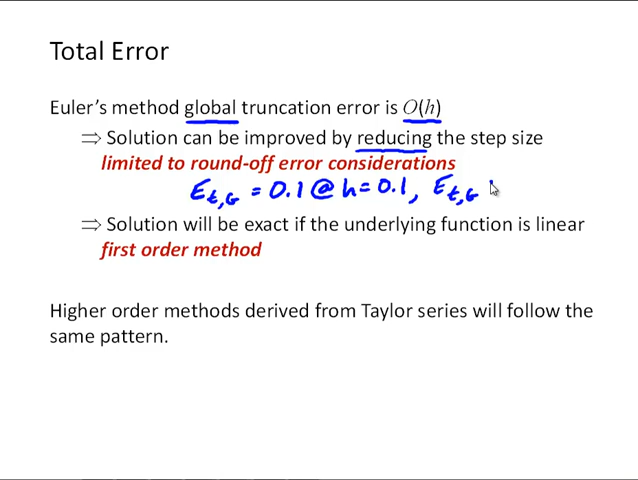 Total Error
Euler's method global truncation error is O(h)
⇒ Solution can be improved by reducing the step size
limited to round-off error considerations
E_t,G = 0.1 @ h=0.1, E_t,G
⇒ Solution will be exact if the underlying function is linear
first order method
Higher order methods derived from Taylor series will follow the
same pattern.